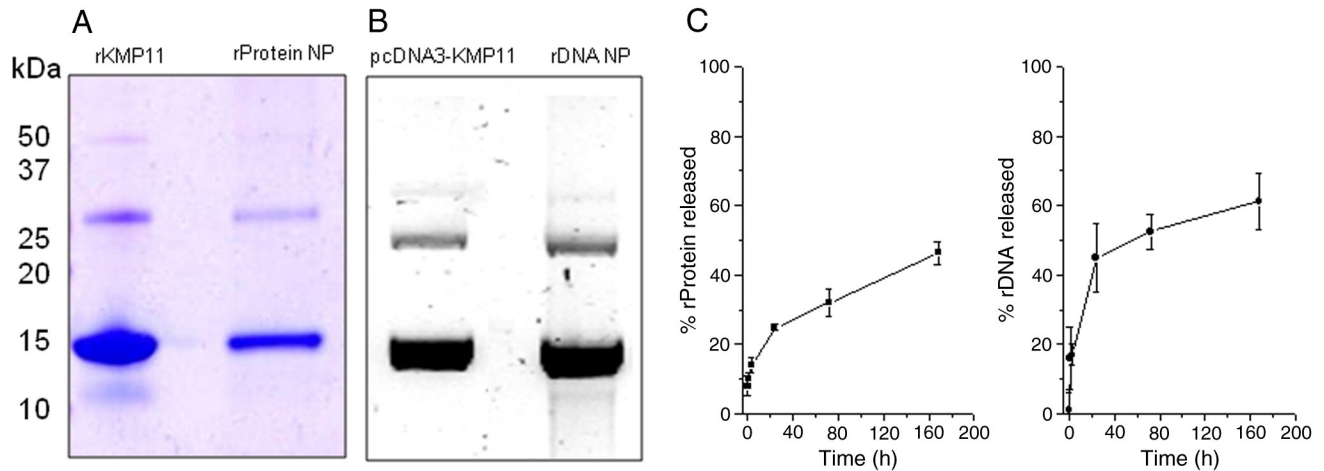 A
B
C
rKMP11
rProtein NP
pcDNA3-KMP11
rDNA NP
kDa
50
37
25
20
15
10
% rProtein released
100
80
60
40
20
0
0 40 80 120 160 200
Time (h)
% rDNA released
100
80
60
40
20
0
0 40 80 120 160 200
Time (h)